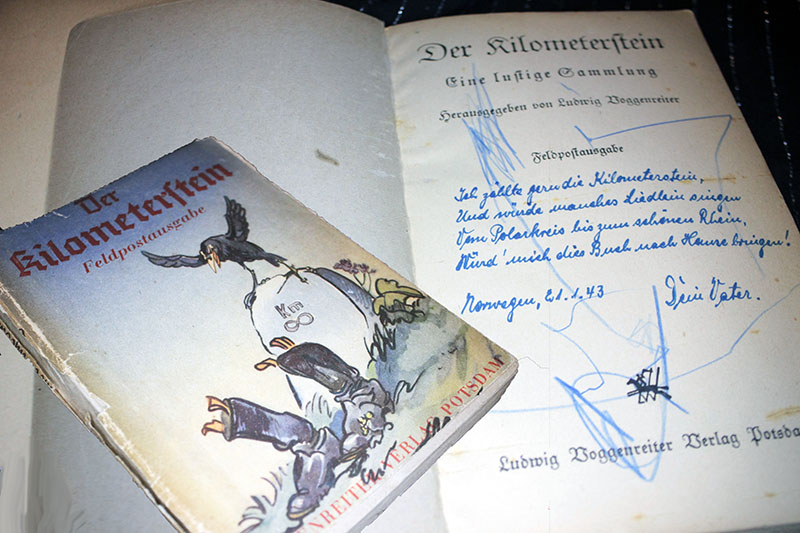 Der
Kilometerstein
Feldpostausgabe
Km
∞
ENREITER VERLAG POTSDAM
Der Kilometerstein
Eine lustige Sammlung
Herausgegeben von Ludwig Voggenreiter
Feldpostausgabe
Ich zählte gern die Kilometerstein,
Und würde manches Liedlein singen
Vom Polarkreis bis zum schönen Rhein,
Würd' mich dies Buch nach Hause bringen!
Norwegen, 21.1.43 Dein Vater.
Ludwig Voggenreiter Verlag Potsda